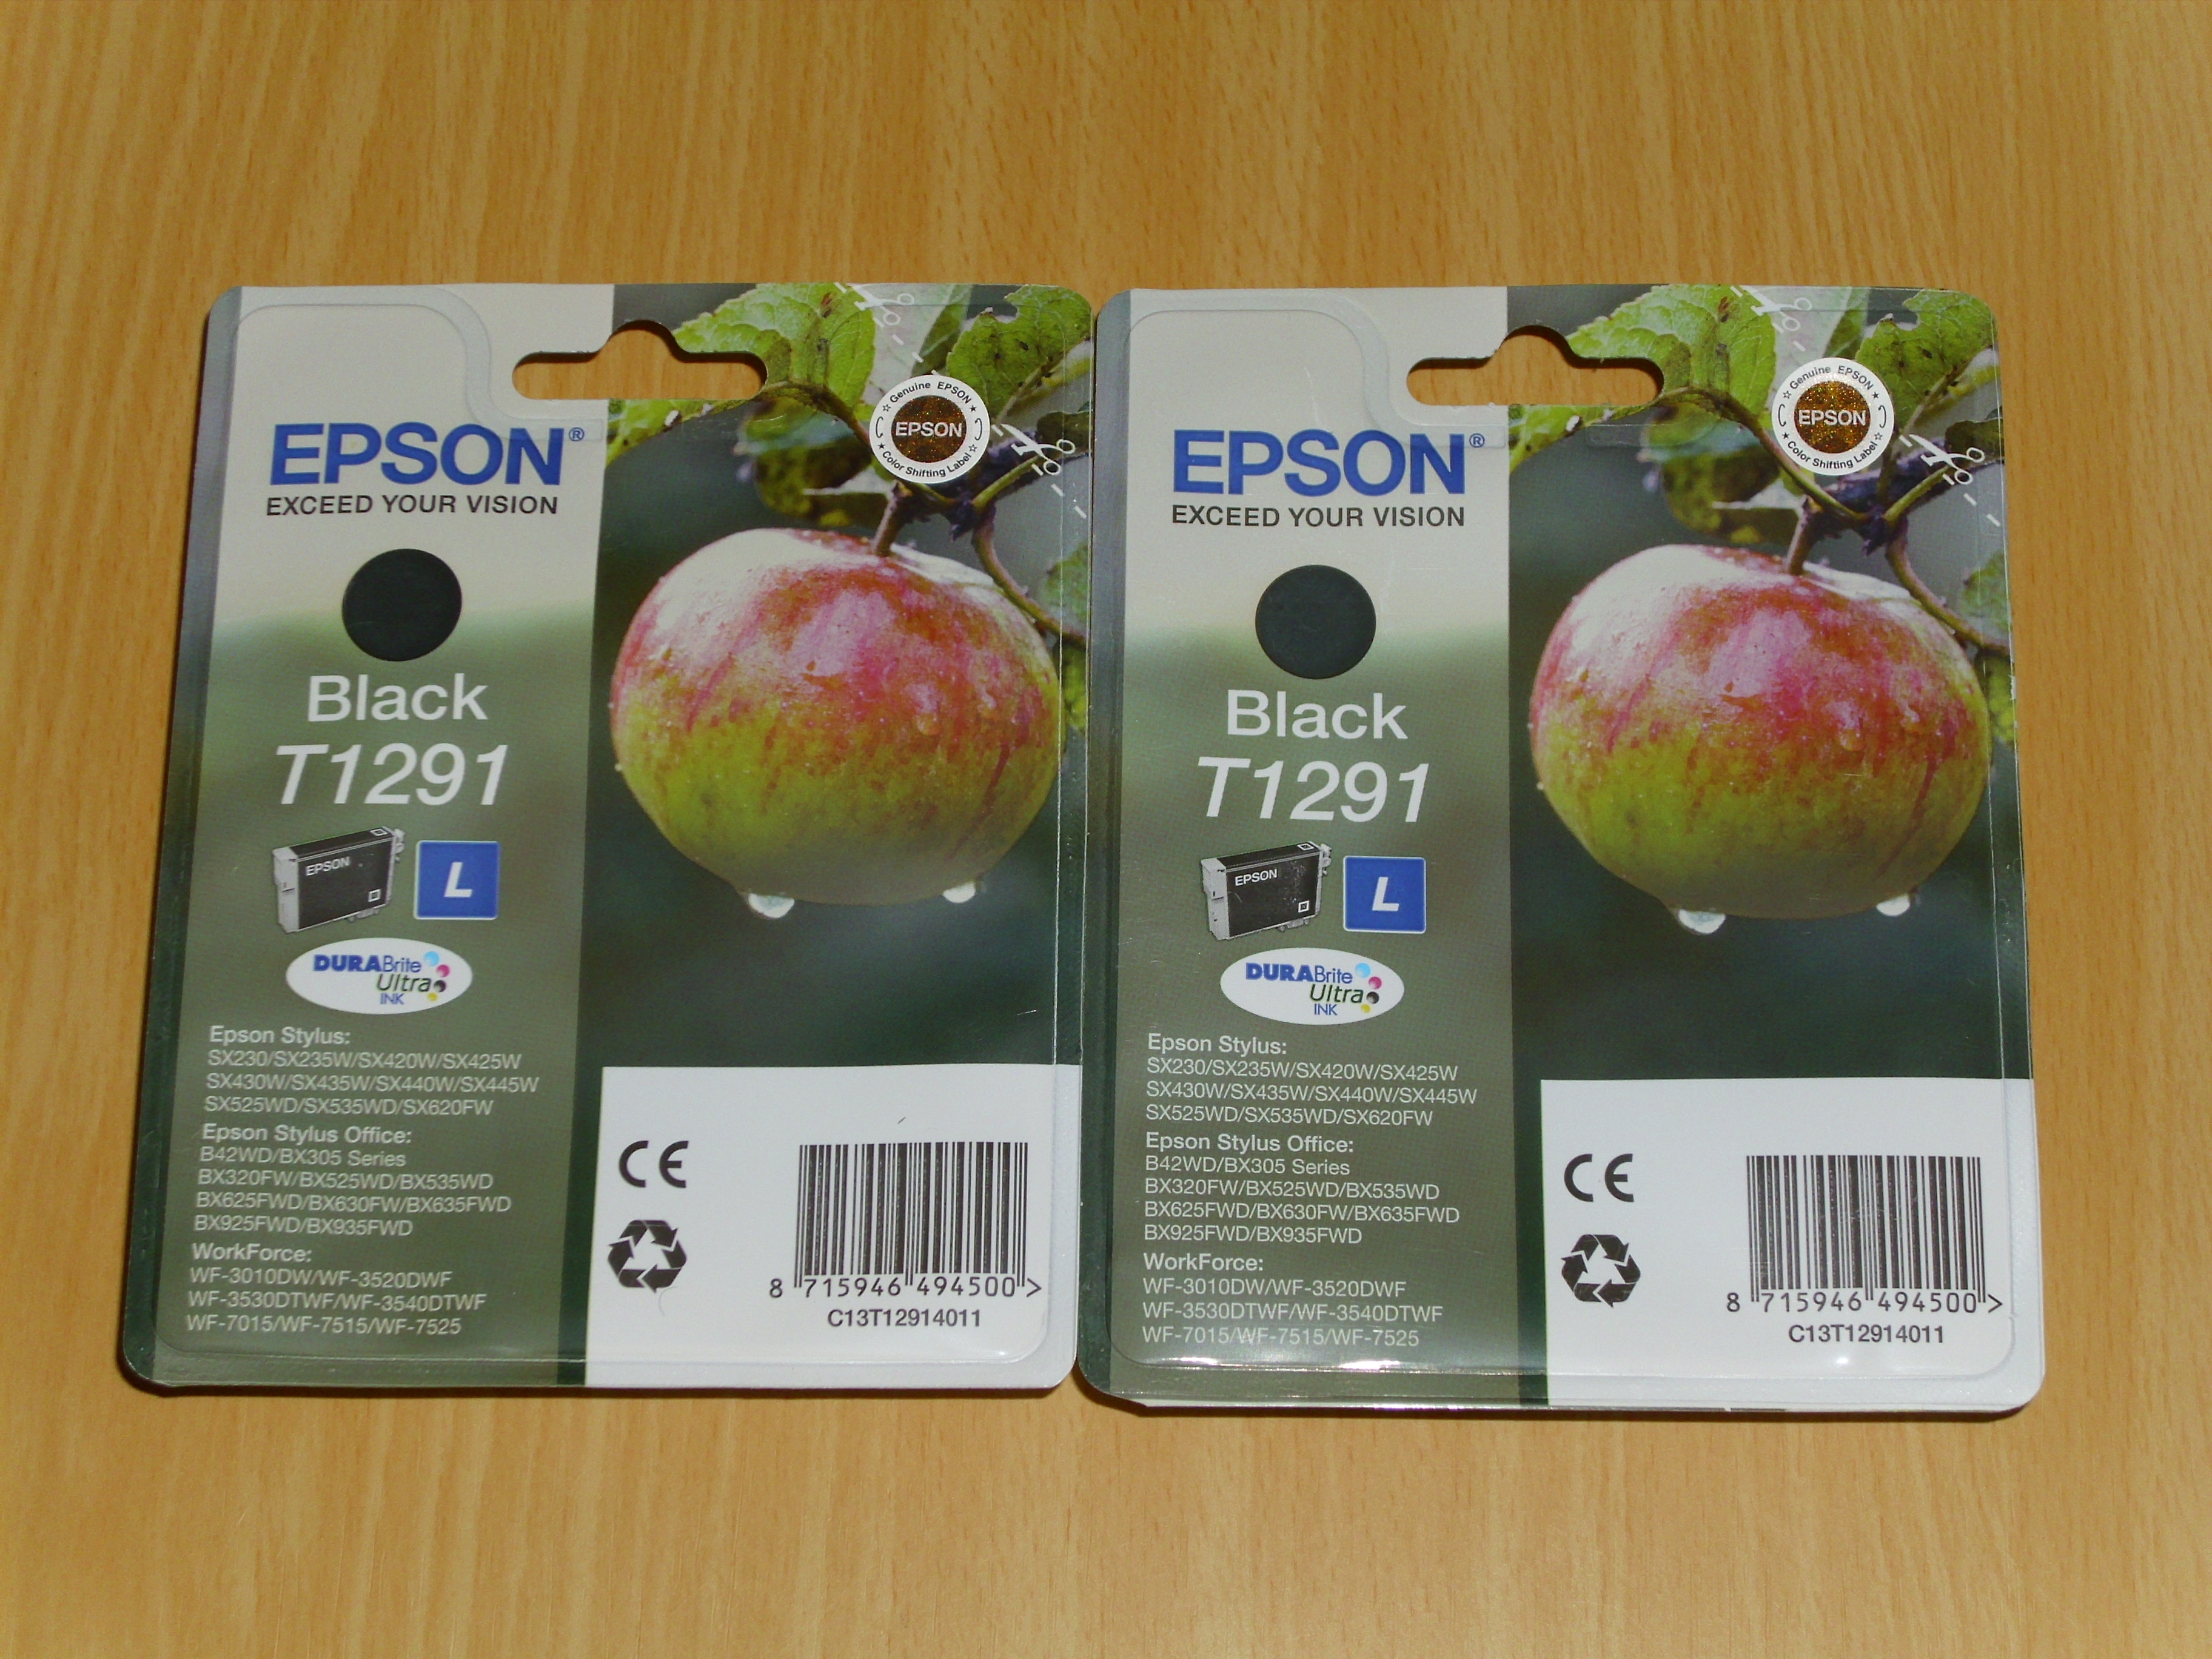 EPSON®
EXCEED YOUR VISION
Genuine EPSON
EPSON
Color Shifting Label
Black
T1291
EPSON
L
DURABrite
Ultra
INK
Epson Stylus:
SX230/SX235W/SX420W/SX425W
SX430W/SX435W/SX440W/SX445W
SX525WD/SX535WD/SX620FW
Epson Stylus Office:
B42WD/BX305 Series
BX320FW/BX525WD/BX535WD
BX625FWD/BX630FW/BX635FWD
BX925FWD/BX935FWD
WorkForce:
WF-3010DW/WF-3520DWF
WF-3530DTWF/WF-3540DTWF
WF-7015/WF-7515/WF-7525
CE
8 715946 494500 >
C13T12914011
EPSON®
EXCEED YOUR VISION
Genuine EPSON
EPSON
Color Shifting Label
Black
T1291
EPSON
L
DURABrite
Ultra
INK
Epson Stylus:
SX230/SX235W/SX420W/SX425W
SX430W/SX435W/SX440W/SX445W
SX525WD/SX535WD/SX620FW
Epson Stylus Office:
B42WD/BX305 Series
BX320FW/BX525WD/BX535WD
BX625FWD/BX630FW/BX635FWD
BX925FWD/BX935FWD
WorkForce:
WF-3010DW/WF-3520DWF
WF-3530DTWF/WF-3540DTWF
WF-7015/WF-7515/WF-7525
CE
8 715946 494500 >
C13T12914011